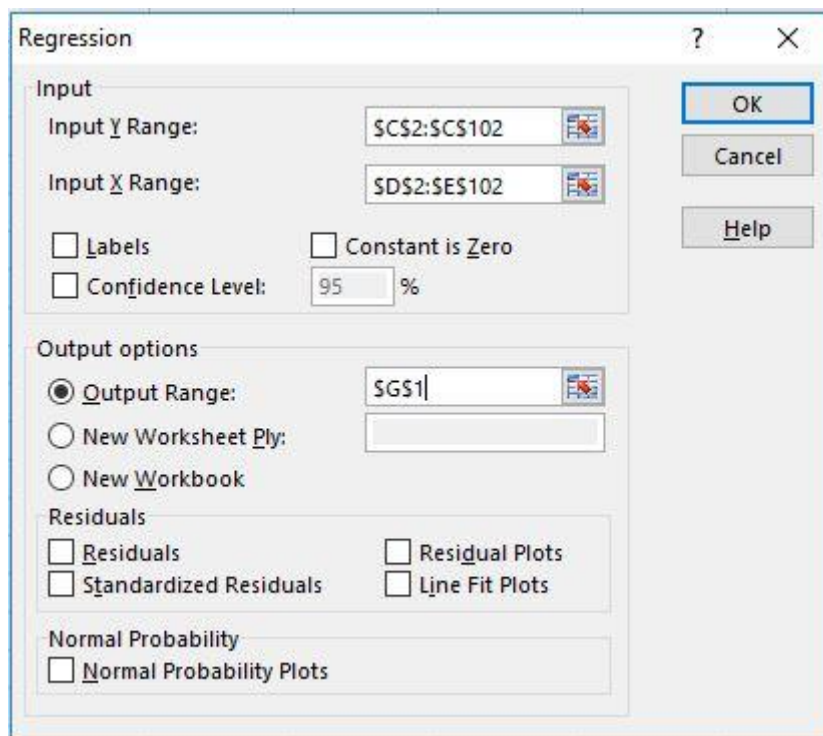 Regression
? ×
Input
Input Y Range: $C$2:$C$102
Input X Range: $D$2:$E$102
Labels Constant is Zero
Confidence Level: 95 %
OK
Cancel
Help
Output options
Output Range: $G$1
New Worksheet Ply:
New Workbook
Residuals
Residuals Residual Plots
Standardized Residuals Line Fit Plots
Normal Probability
Normal Probability Plots